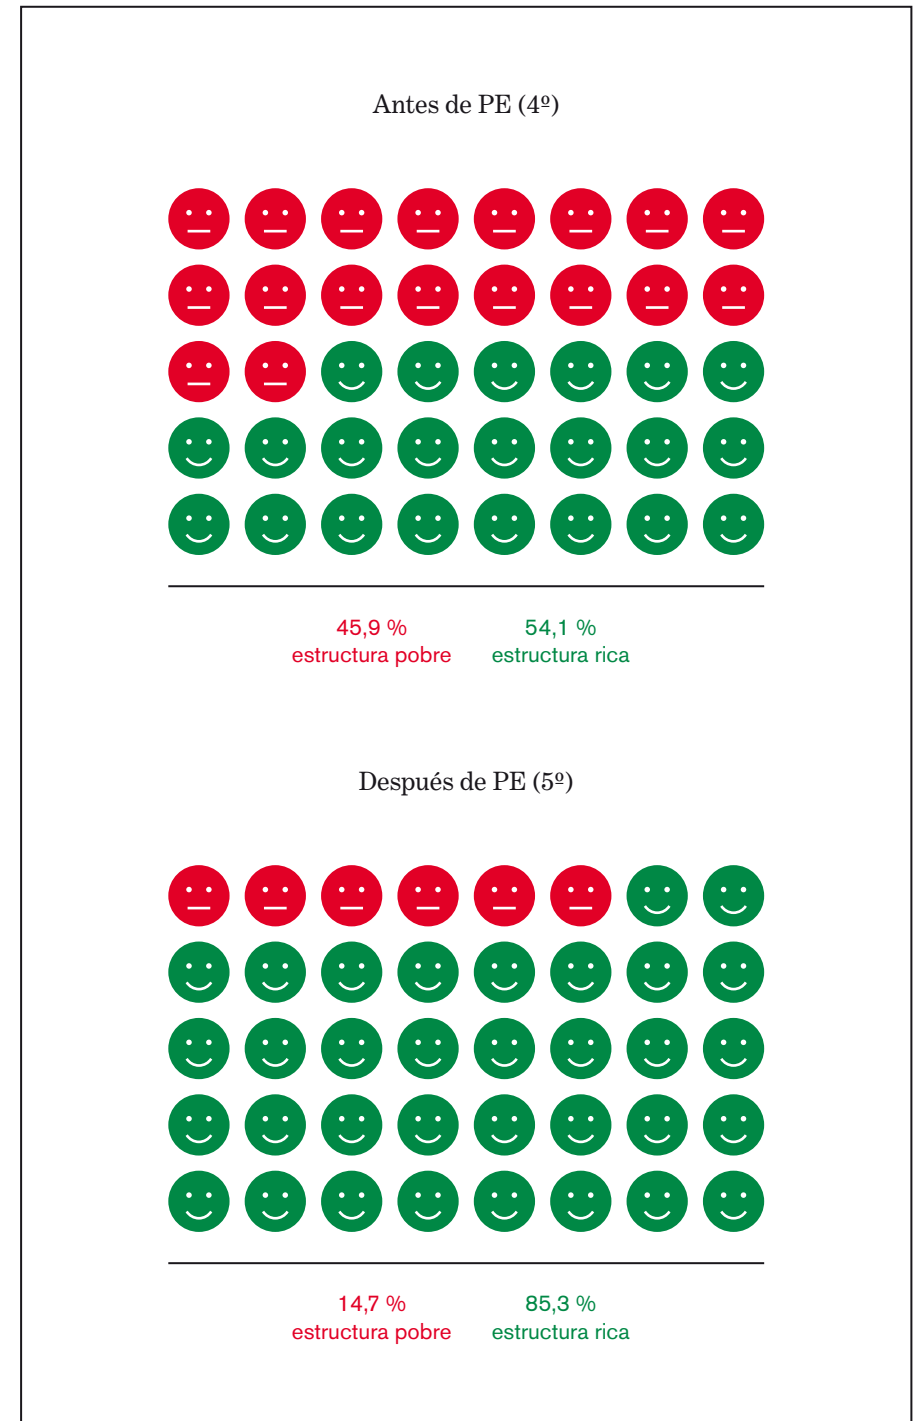 Antes de PE (4º)
45,9 % 54,1 %
estructura pobre estructura rica
Después de PE (5º)
14,7 % 85,3 %
estructura pobre estructura rica